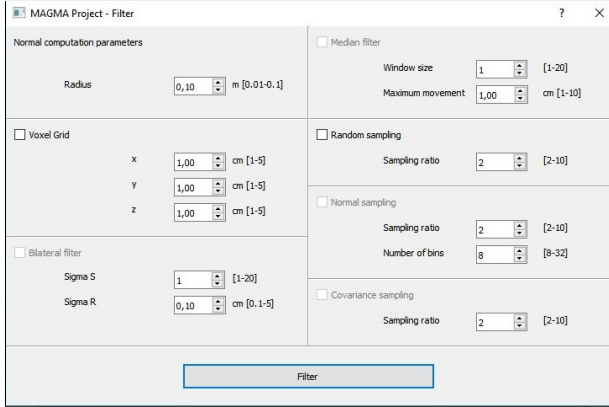 MAGMA Project - Filter
Normal computation parameters
Radius 0,10 m [0.01-0.1]
Voxel Grid
x 1,00 cm [1-5]
y 1,00 cm [1-5]
z 1,00 cm [1-5]
Bilateral filter
Sigma S 1 [1-20]
Sigma R 0,10 cm [0.1-5]
Median filter
Window size 1 [1-20]
Maximum movement 1,00 cm [1-10]
Random sampling
Sampling ratio 2 [2-10]
Normal sampling
Sampling ratio 2 [2-10]
Number of bins 8 [8-32]
Covariance sampling
Sampling ratio 2 [2-10]
Filter